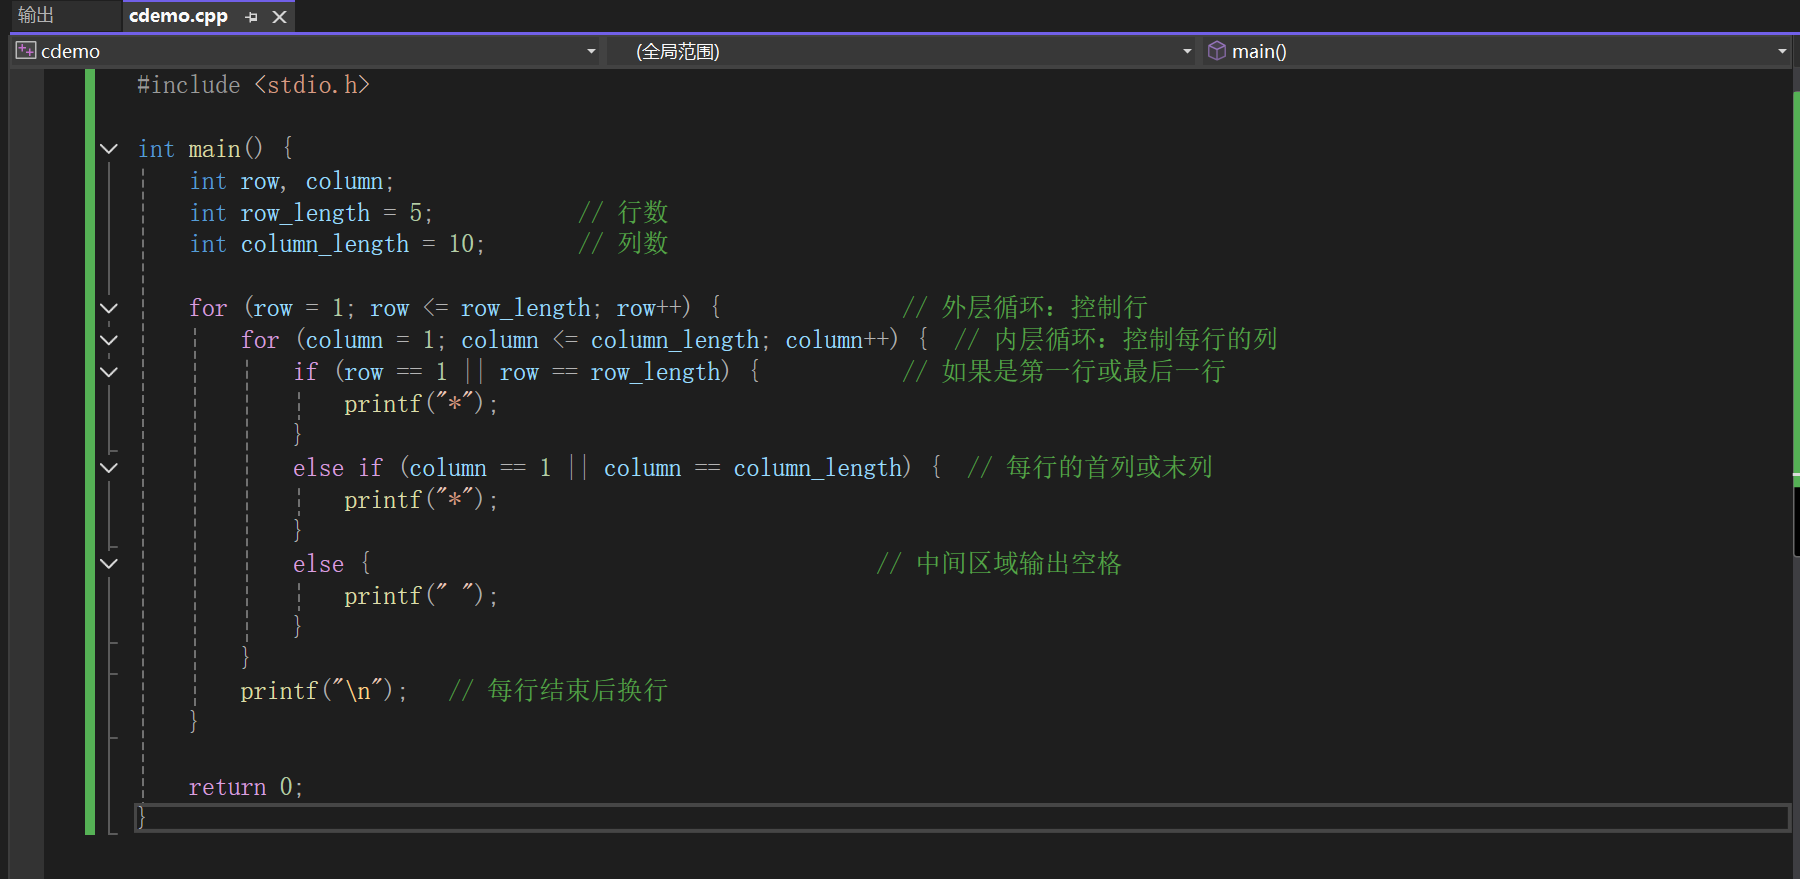 输出 cdemo.cpp
cdemo (全局范围) main()
#include <stdio.h>
int main() {
int row, column;
int row_length = 5; // 行数
int column_length = 10; // 列数
for (row = 1; row <= row_length; row++) { // 外层循环：控制行
for (column = 1; column <= column_length; column++) { // 内层循环：控制每行的列
if (row == 1 || row == row_length) { // 如果是第一行或最后一行
printf("*");
}
else if (column == 1 || column == column_length) { // 每行的首列或末列
printf("*");
}
else { // 中间区域输出空格
printf(" ");
}
}
printf("\n"); // 每行结束后换行
}
return 0;
}